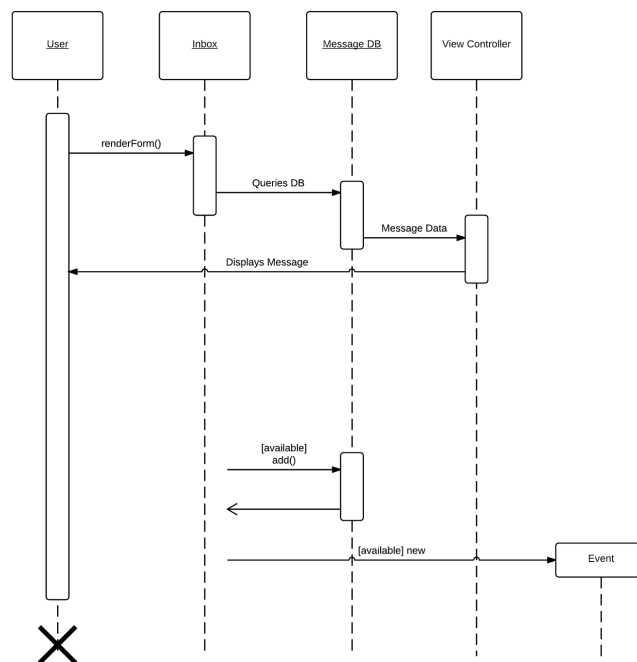 User
Inbox
Message DB
View Controller
renderForm()
Queries DB
Message Data
Displays Message
[available]
add()
[available] new
Event